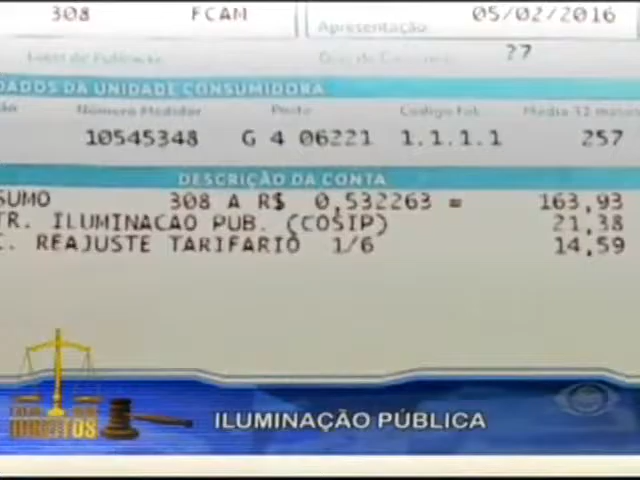 308 FCAM 05/02/2016
Apresentação
27
DADOS DA UNIDADE CONSUMIDORA
Número Medidor Posto Código Fat. Média 12 meses
10545348 G 4 06221 1.1.1.1 257
DESCRIÇÃO DA CONTA
SUMO 308 A R$ 0,532263 = 163,93
TR. ILUMINACAO PUB. (COSIP) 21,38
. REAJUSTE TARIFARIO 1/6 14,59
DIREITOS
ILUMINAÇÃO PÚBLICA